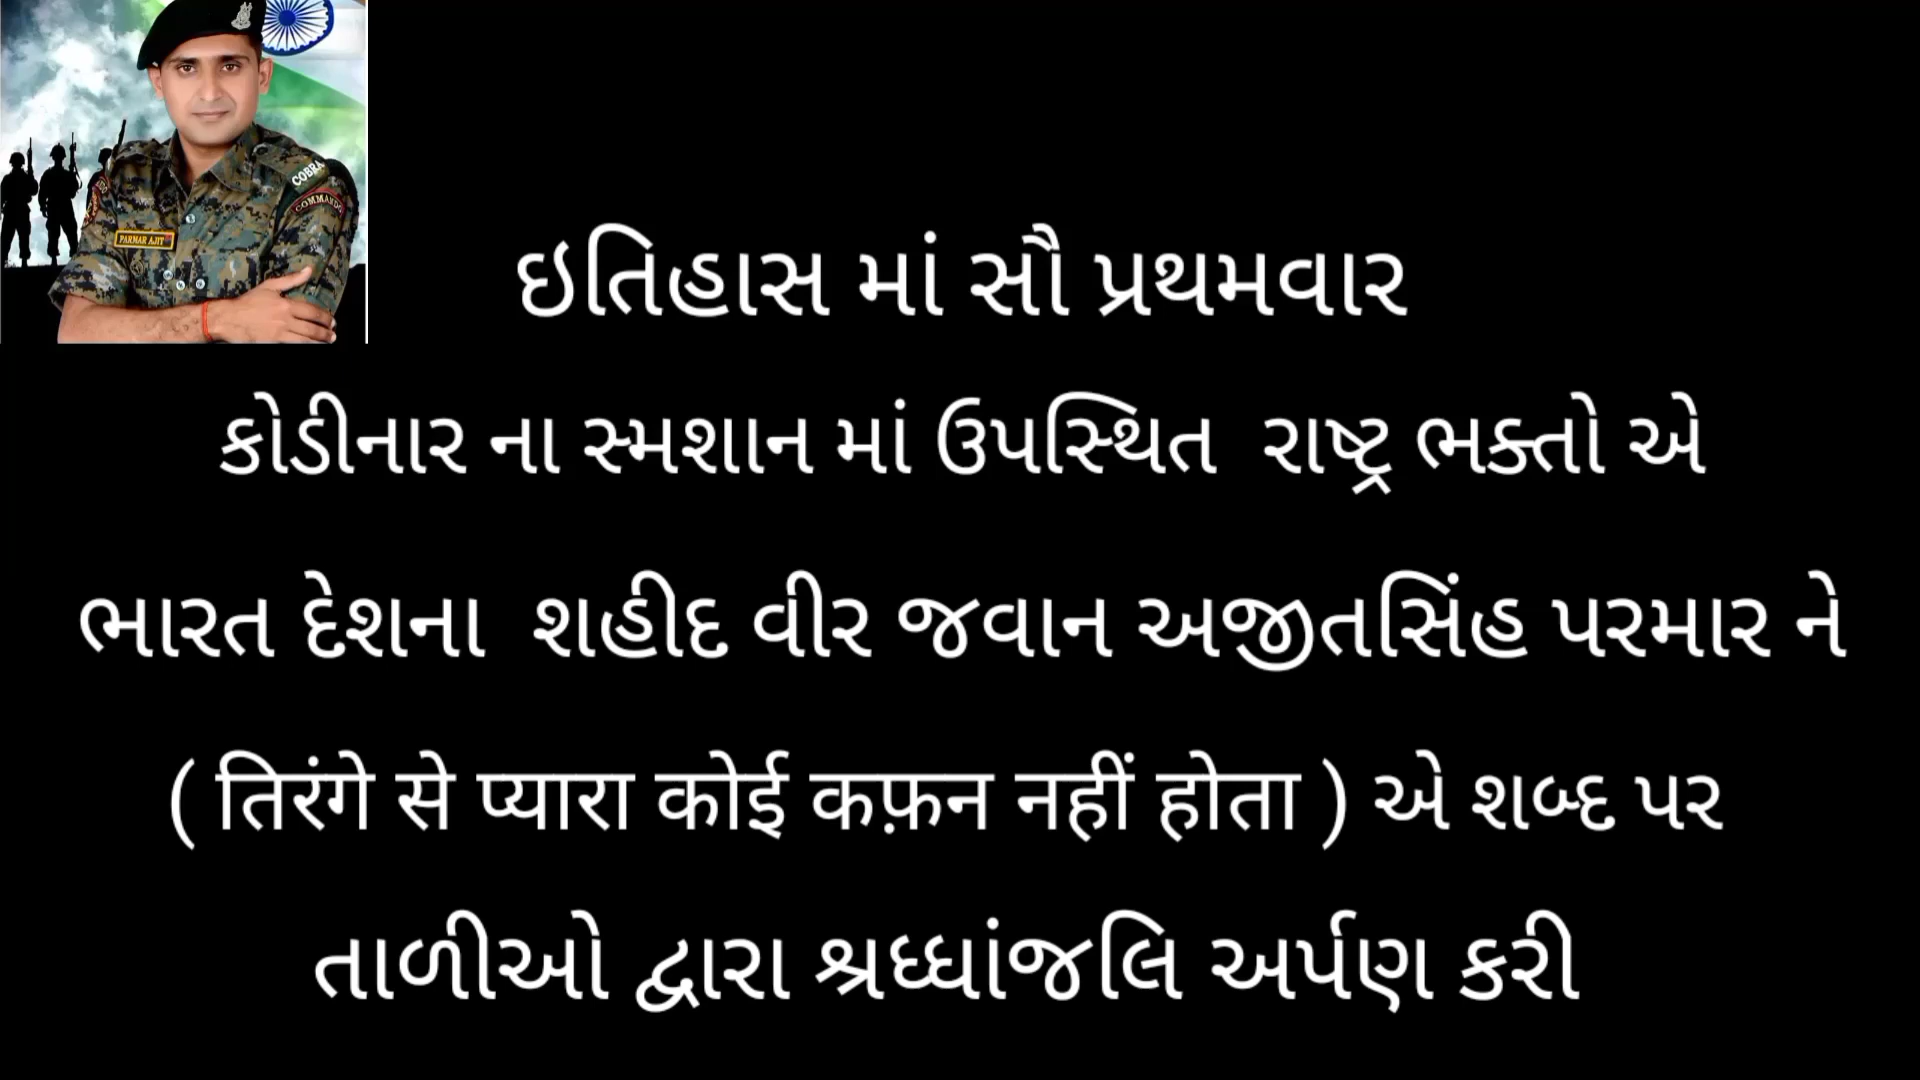 COBRA
COMMANDO
PARMAR AJIT
ઇતિહાસ માં સૌ પ્રથમવાર
કોડીનાર ના સ્મશાન માં ઉપસ્થિત રાષ્ટ્ર ભક્તો એ
ભારત દેશના શહીદ વીર જવાન અજીતસિંહ પરમાર ને
( तिरंगे से प्यारा कोई कफ़न नहीं होता ) એ શબ્દ પર
તાળીઓ દ્વારા શ્રધ્ધાંજલિ અર્પણ કરી